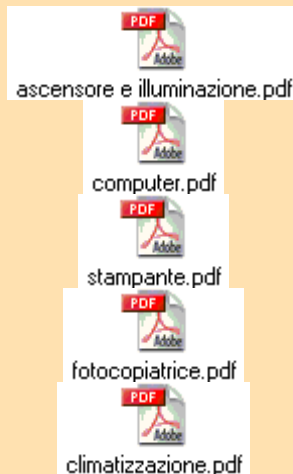 PDF
Adobe
ascensore e illuminazione.pdf
PDF
Adobe
computer.pdf
PDF
Adobe
stampante.pdf
PDF
Adobe
fotocopiatrice.pdf
PDF
Adobe
climatizzazione.pdf